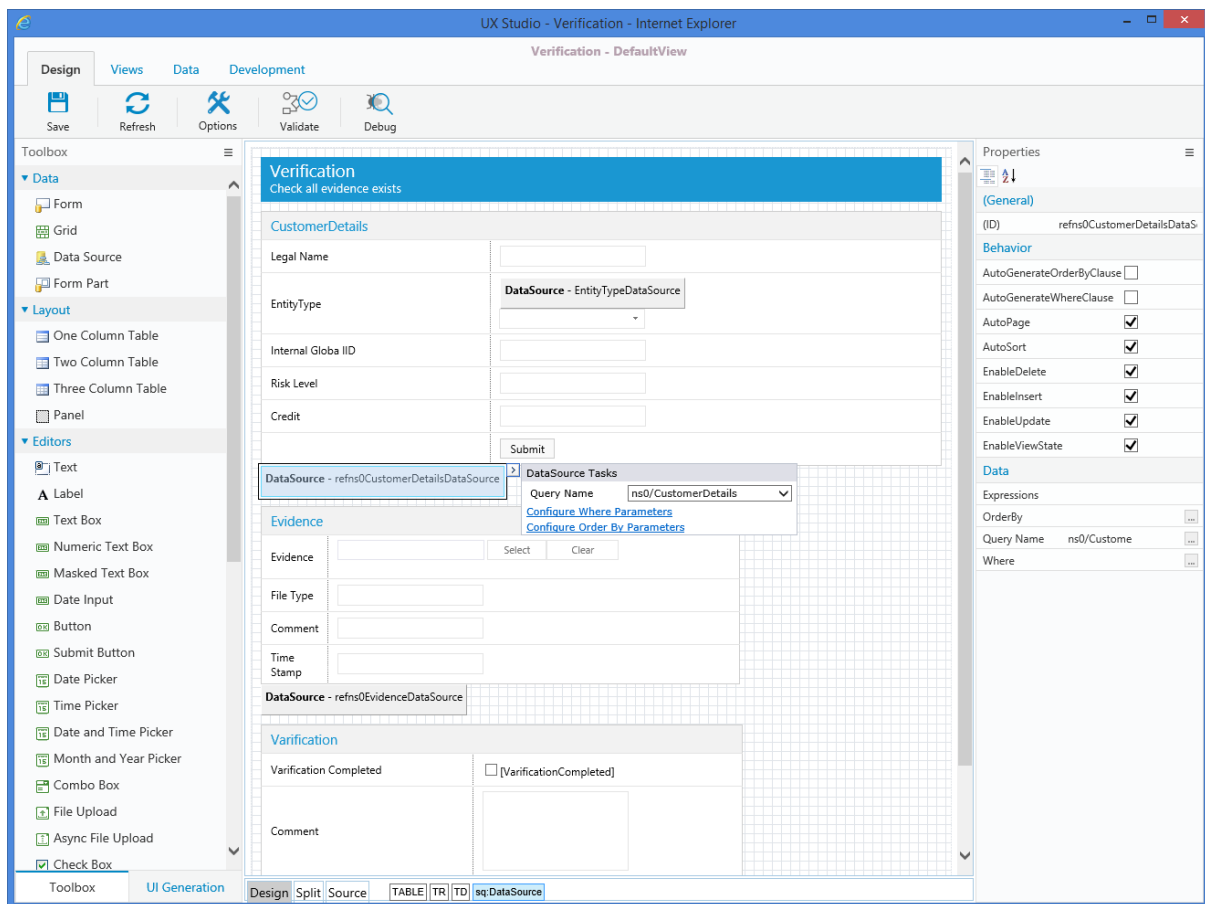 UX Studio - Verification - Internet Explorer
Verification - DefaultView
Design Views Data Development
Save Refresh Options Validate Debug
Toolbox
Data
Form
Grid
Data Source
Form Part
Layout
One Column Table
Two Column Table
Three Column Table
Panel
Editors
Text
Label
Text Box
Numeric Text Box
Masked Text Box
Date Input
Button
Submit Button
Date Picker
Time Picker
Date and Time Picker
Month and Year Picker
Combo Box
File Upload
Async File Upload
Check Box
Toolbox UI Generation
Verification
Check all evidence exists
CustomerDetails
Legal Name
EntityType
DataSource - EntityTypeDataSource
Internal Globa IID
Risk Level
Credit
Submit
DataSource - refns0CustomerDetailsDataSource
DataSource Tasks
Query Name ns0/CustomerDetails
Configure Where Parameters
Configure Order By Parameters
Evidence
Evidence Select Clear
File Type
Comment
Time
Stamp
DataSource - refns0EvidenceDataSource
Varification
Varification Completed [VarificationCompleted]
Comment
Design Split Source TABLE TR TD sq:DataSource
Properties
(General)
(ID) refns0CustomerDetailsDataS
Behavior
AutoGenerateOrderByClause
AutoGenerateWhereClause
AutoPage
AutoSort
EnableDelete
EnableInsert
EnableUpdate
EnableViewState
Data
Expressions
OrderBy ...
Query Name ns0/Custome ...
Where ...